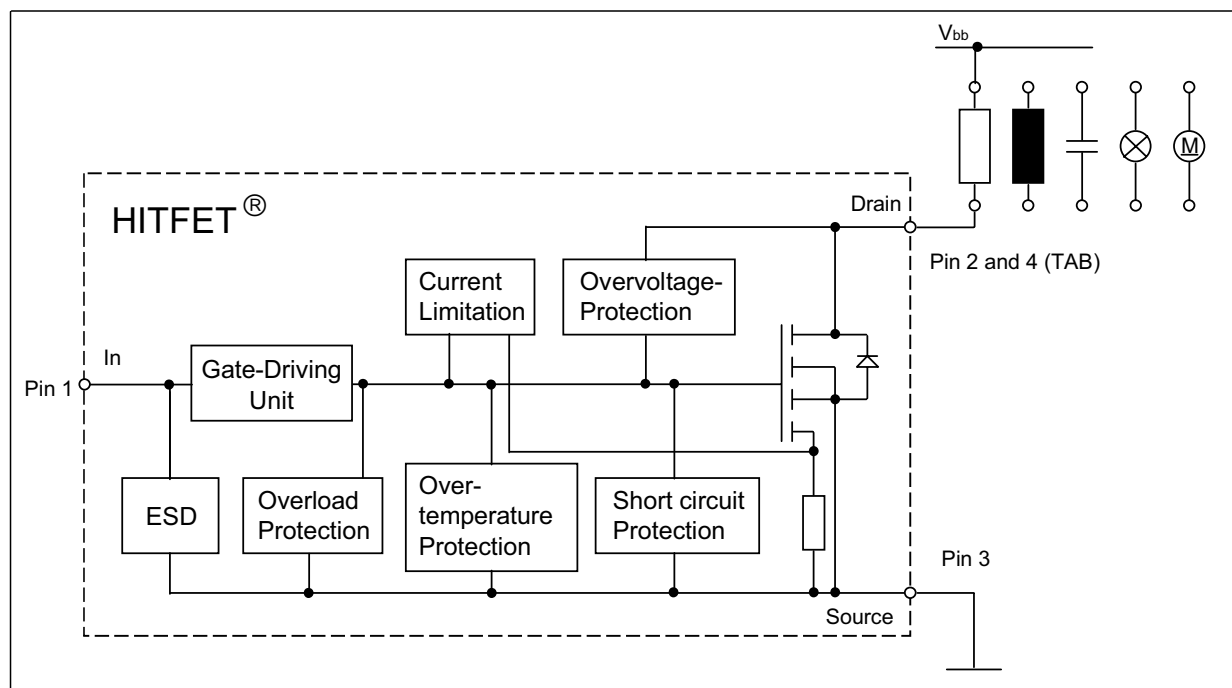 Vbb
M
HITFET ®
Drain
Pin 2 and 4 (TAB)
Current
Limitation
Overvoltage-
Protection
In
Pin 1
Gate-Driving
Unit
ESD
Overload
Protection
Over-
temperature
Protection
Short circuit
Protection
Pin 3
Source